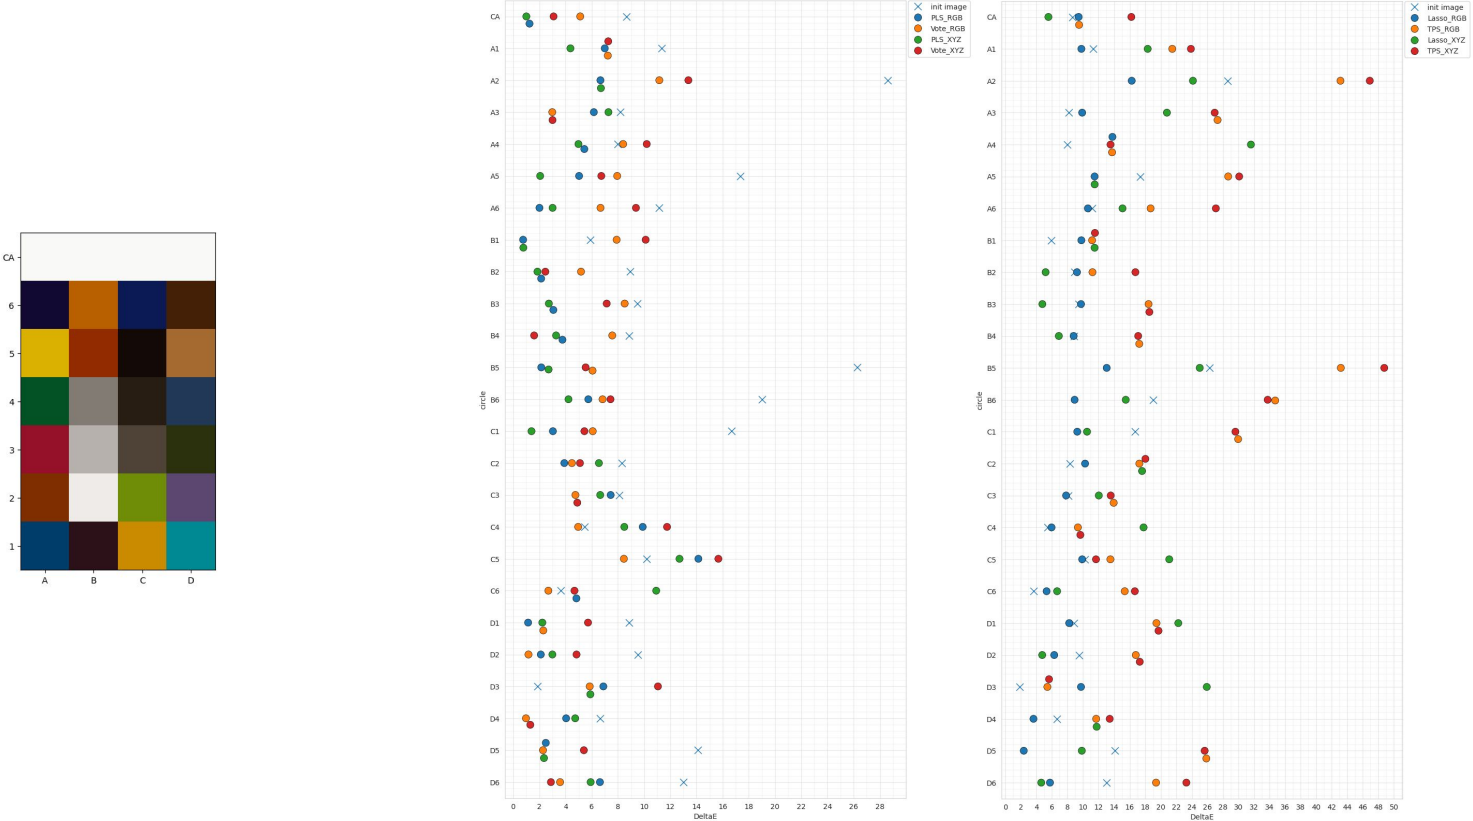 CA
6
5
4
3
2
1
A B C D
init image
PLS_RGB
Vote_RGB
PLS_XYZ
Vote_XYZ
CA
A1
A2
A3
A4
A5
A6
B1
B2
B3
B4
B5
B6
C1
C2
C3
C4
C5
C6
D1
D2
D3
D4
D5
D6
circle
0 2 4 6 8 10 12 14 16 18 20 22 24 26 28
DeltaE
init image
Lasso_RGB
TPS_RGB
Lasso_XYZ
TPS_XYZ
CA
A1
A2
A3
A4
A5
A6
B1
B2
B3
B4
B5
B6
C1
C2
C3
C4
C5
C6
D1
D2
D3
D4
D5
D6
circle
0 2 4 6 8 10 12 14 16 18 20 22 24 26 28 30 32 34 36 38 40 42 44 46 48 50
DeltaE